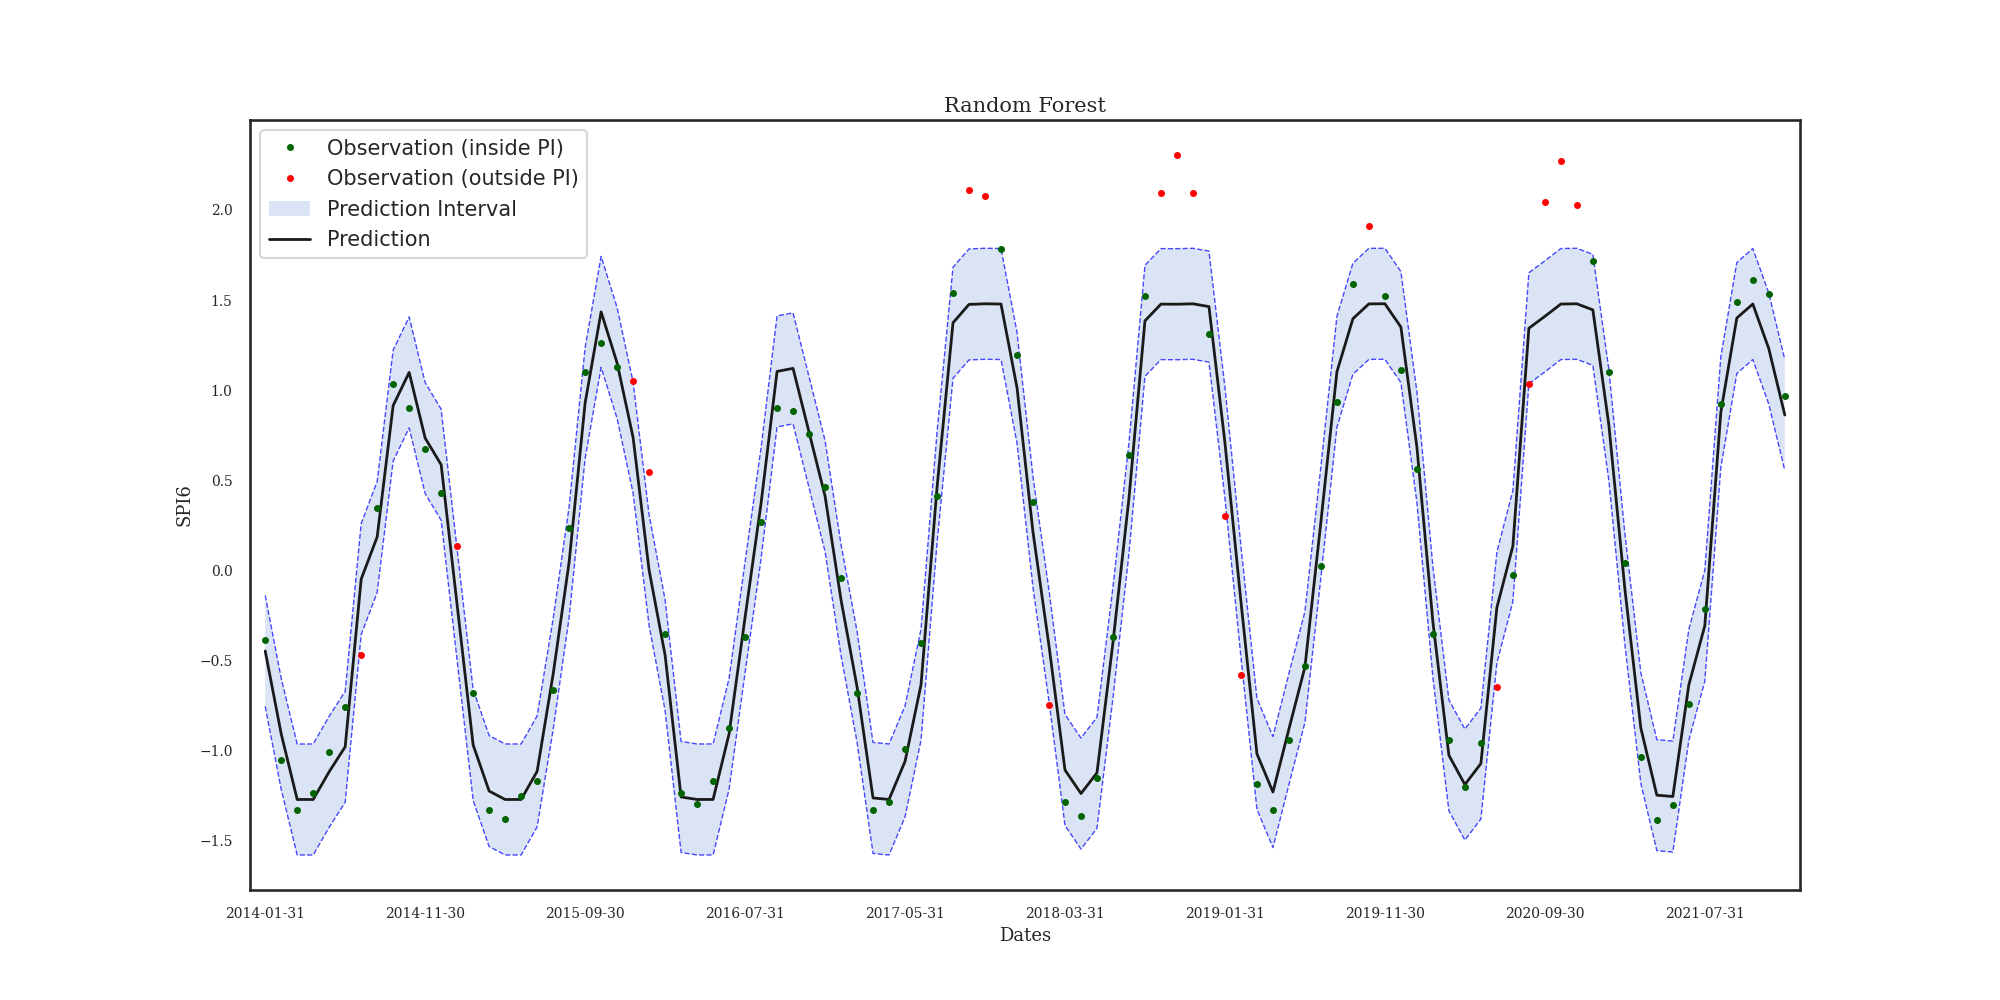 Random Forest
Observation (inside PI)
Observation (outside PI)
Prediction Interval
Prediction
2.0
1.5
1.0
0.5
0.0
−0.5
−1.0
−1.5
SPI6
2014-01-31 2014-11-30 2015-09-30 2016-07-31 2017-05-31 2018-03-31 2019-01-31 2019-11-30 2020-09-30 2021-07-31
Dates